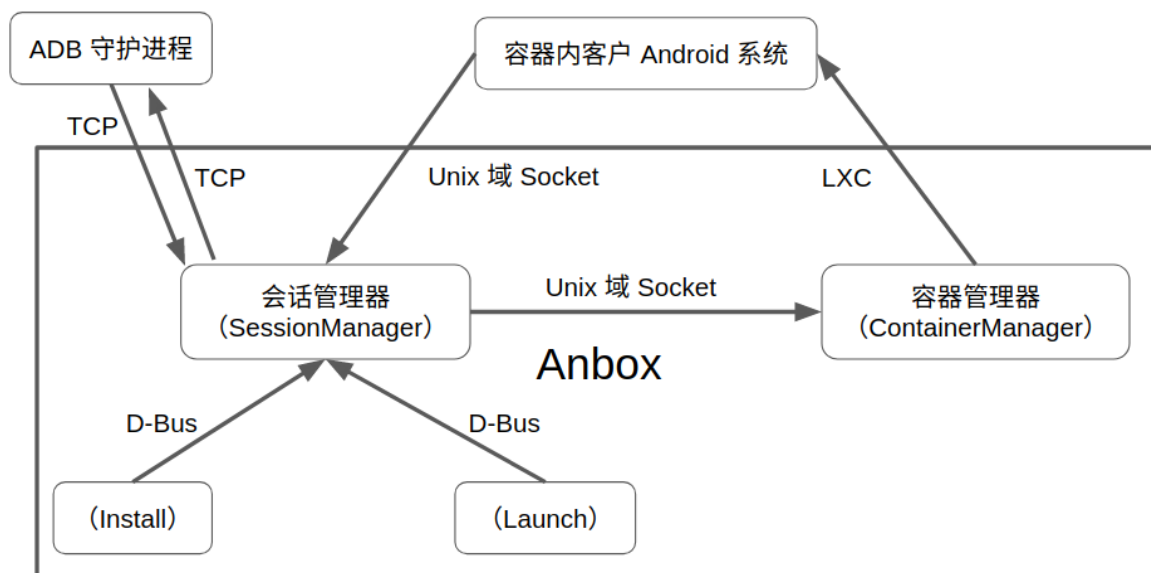 ADB 守护进程
容器内客户 Android 系统
TCP
TCP
Unix 域 Socket
LXC
会话管理器
（SessionManager）
Unix 域 Socket
容器管理器
（ContainerManager）
Anbox
D-Bus
D-Bus
（Install）
（Launch）